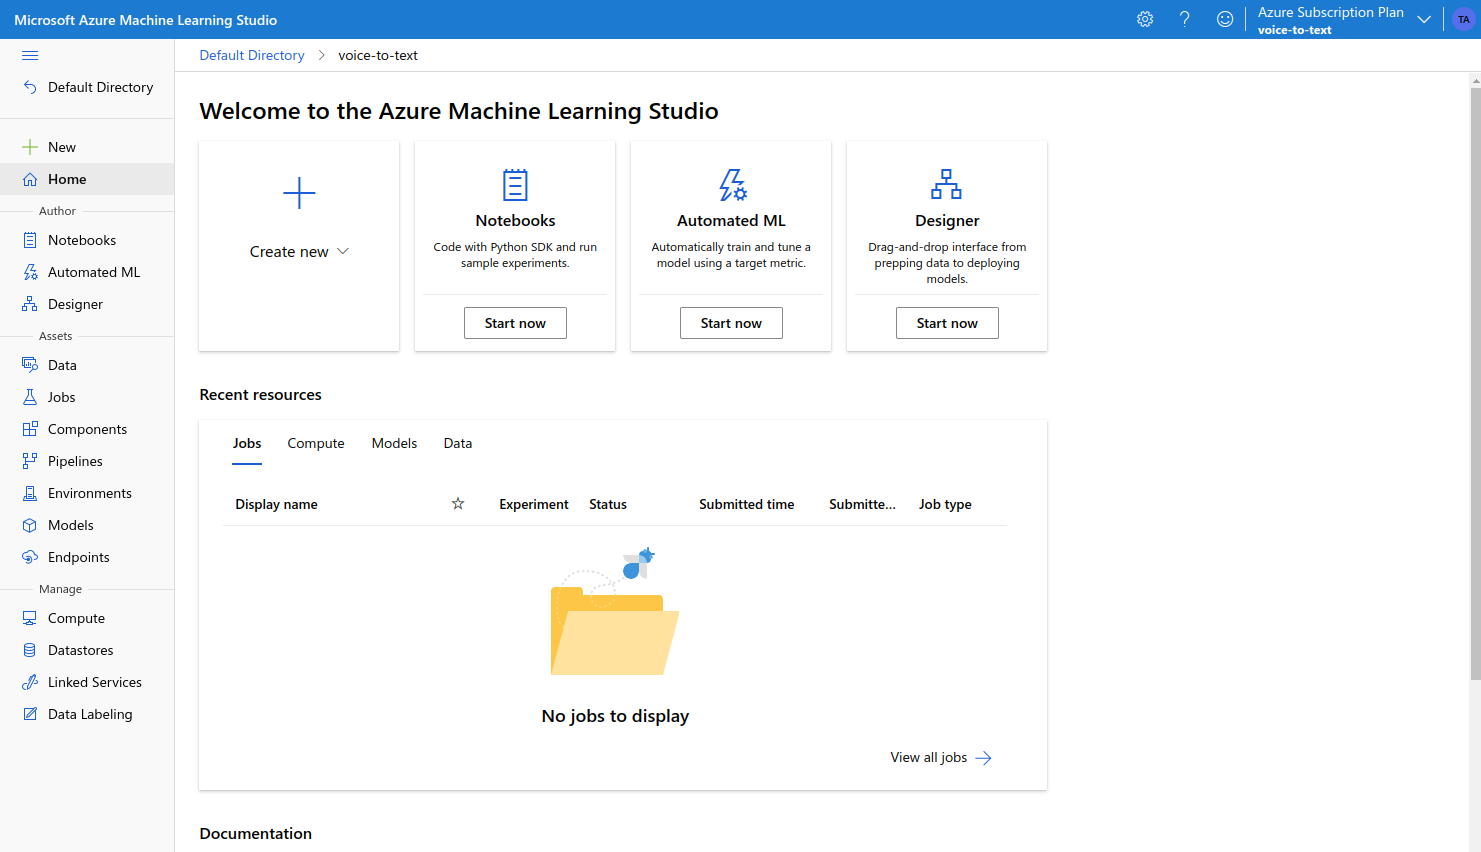 Microsoft Azure Machine Learning Studio
Azure Subscription Plan
voice-to-text
TA
Default Directory
voice-to-text
Default Directory
New
Home
Author
Notebooks
Automated ML
Designer
Assets
Data
Jobs
Components
Pipelines
Environments
Models
Endpoints
Manage
Compute
Datastores
Linked Services
Data Labeling
Welcome to the Azure Machine Learning Studio
Create new
Notebooks
Code with Python SDK and run
sample experiments.
Start now
Automated ML
Automatically train and tune a
model using a target metric.
Start now
Designer
Drag-and-drop interface from
prepping data to deploying
models.
Start now
Recent resources
Jobs Compute Models Data
Display name Experiment Status Submitted time Submitte... Job type
No jobs to display
View all jobs
Documentation